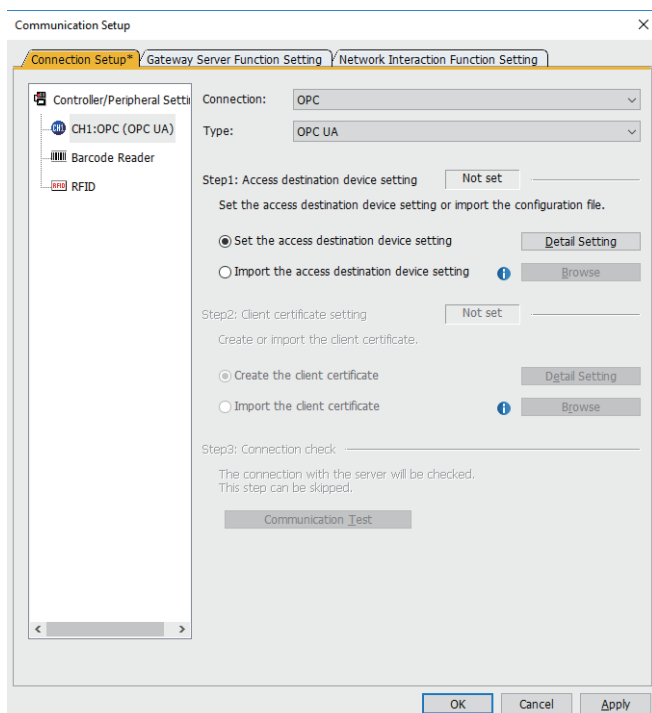 Communication Setup
Connection Setup* Gateway Server Function Setting Network Interaction Function Setting
Controller/Peripheral Setti
CH1 CH1:OPC (OPC UA)
Barcode Reader
RFID RFID
Connection: OPC
Type: OPC UA
Step1: Access destination device setting Not set
Set the access destination device setting or import the configuration file.
Set the access destination device setting Detail Setting
Import the access destination device setting Browse
Step2: Client certificate setting Not set
Create or import the client certificate.
Create the client certificate Detail Setting
Import the client certificate Browse
Step3: Connection check
The connection with the server will be checked.
This step can be skipped.
Communication Test
OK Cancel Apply